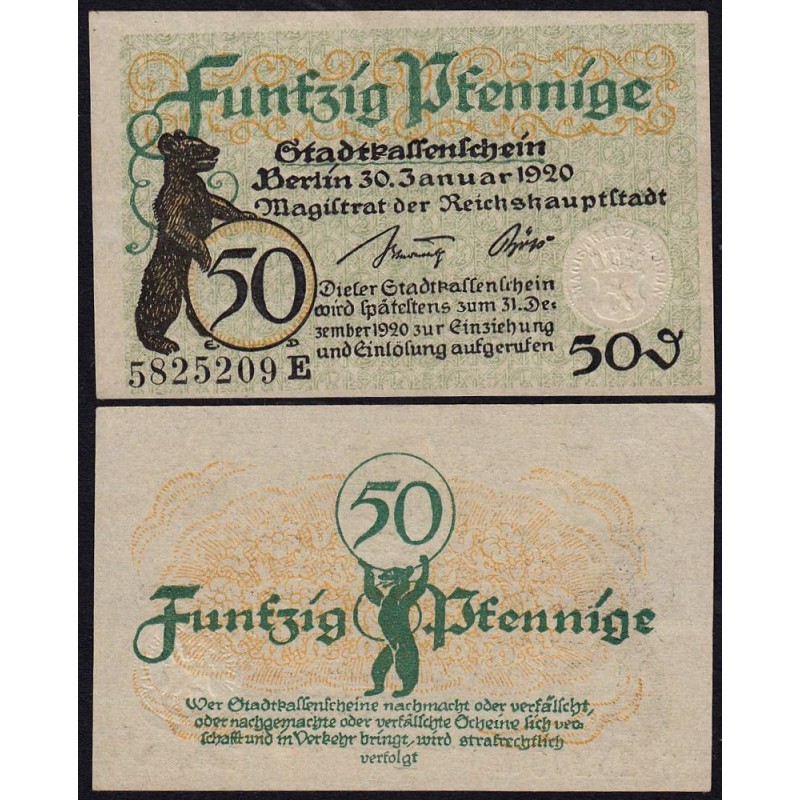 Funfzig Pfennige
Stadtkassenschein
Berlin 30. Januar 1920
Magistrat der Reichshauptstadt
50
Dieser Stadtkassenschein
wird spätestens zum 31. De-
zember 1920 zur Einziehung
und Einlösung aufgerufen
E D
5825209 E
50 ₰
50
Funfzig Pfennige
Wer Stadtkassenscheine nachmacht oder verfälscht,
oder nachgemachte oder verfälschte Scheine sich ver-
schafft und in Verkehr bringt, wird strafrechtlich
verfolgt